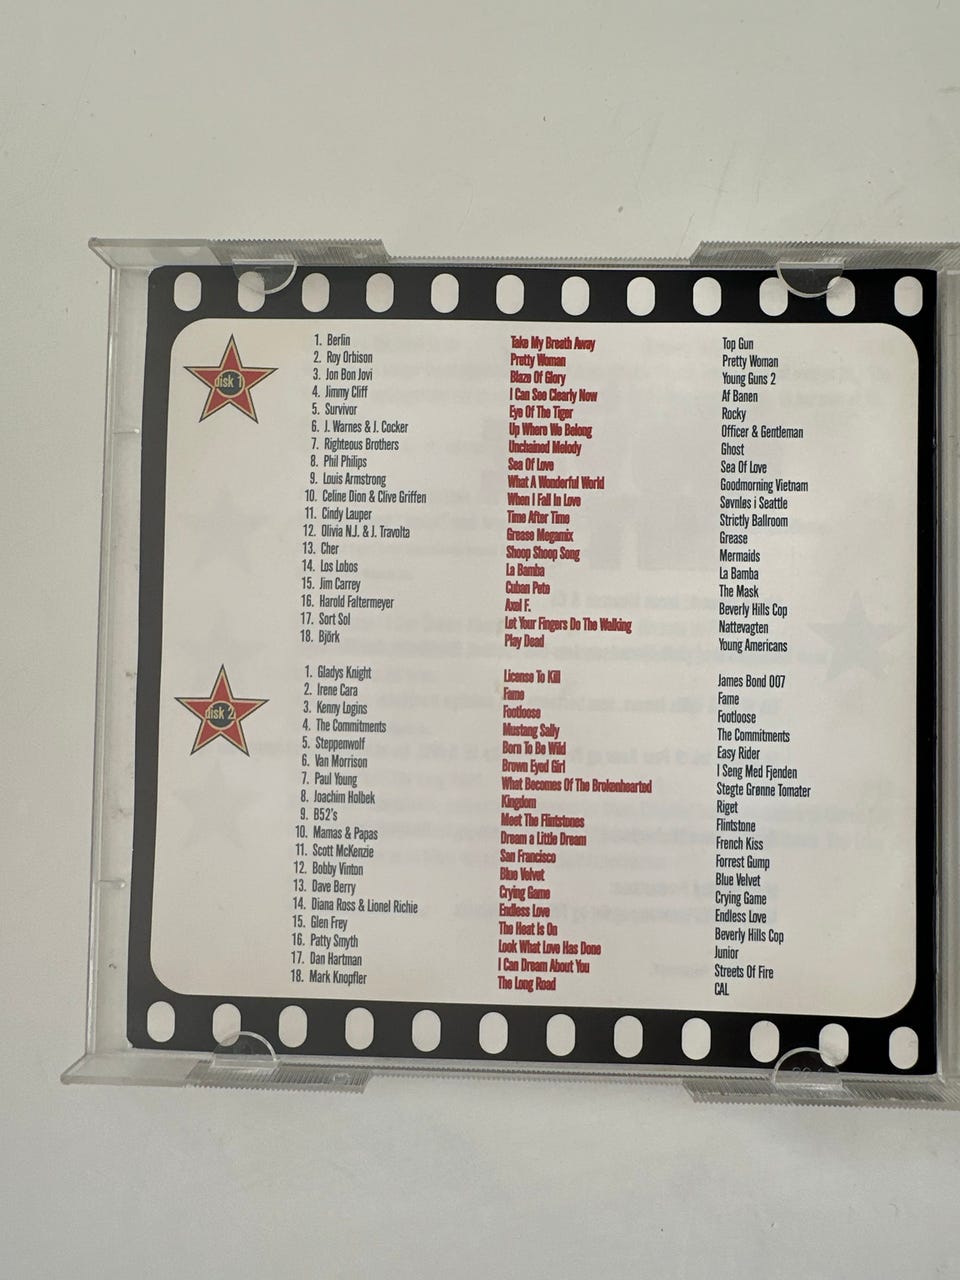 disk 1
1. Berlin Take My Breath Away Top Gun
2. Roy Orbison Pretty Woman Pretty Woman
3. Jon Bon Jovi Blaze Of Glory Young Guns 2
4. Jimmy Cliff I Can See Clearly Now Af Banen
5. Survivor Eye Of The Tiger Rocky
6. J. Warnes & J. Cocker Up Where We Belong Officer & Gentleman
7. Righteous Brothers Unchained Melody Ghost
8. Phil Philips Sea Of Love Sea Of Love
9. Louis Armstrong What A Wonderful World Goodmorning Vietnam
10. Celine Dion & Clive Griffen When I Fall In Love Søvnløs i Seattle
11. Cindy Lauper Time After Time Strictly Ballroom
12. Olivia N.J. & J. Travolta Grease Megamix Grease
13. Cher Shoop Shoop Song Mermaids
14. Los Lobos La Bamba La Bamba
15. Jim Carrey Cuban Pete The Mask
16. Harold Faltermeyer Axel F. Beverly Hills Cop
17. Sort Sol Let Your Fingers Do The Walking Nattevagten
18. Björk Play Dead Young Americans
disk 2
1. Gladys Knight License To Kill James Bond 007
2. Irene Cara Fame Fame
3. Kenny Logins Footloose Footloose
4. The Commitments Mustang Sally The Commitments
5. Steppenwolf Born To Be Wild Easy Rider
6. Van Morrison Brown Eyed Girl I Seng Med Fjenden
7. Paul Young What Becomes Of The Brokenhearted Stegte Grønne Tomater
8. Joachim Holbek Kingdom Riget
9. B52's Meet The Flintstones Flintstone
10. Mamas & Papas Dream a Little Dream French Kiss
11. Scott McKenzie San Francisco Forrest Gump
12. Bobby Vinton Blue Velvet Blue Velvet
13. Dave Berry Crying Game Crying Game
14. Diana Ross & Lionel Richie Endless Love Endless Love
15. Glen Frey The Heat Is On Beverly Hills Cop
16. Patty Smyth Look What Love Has Done Junior
17. Dan Hartman I Can Dream About You Streets Of Fire
18. Mark Knopfler The Long Road CAL